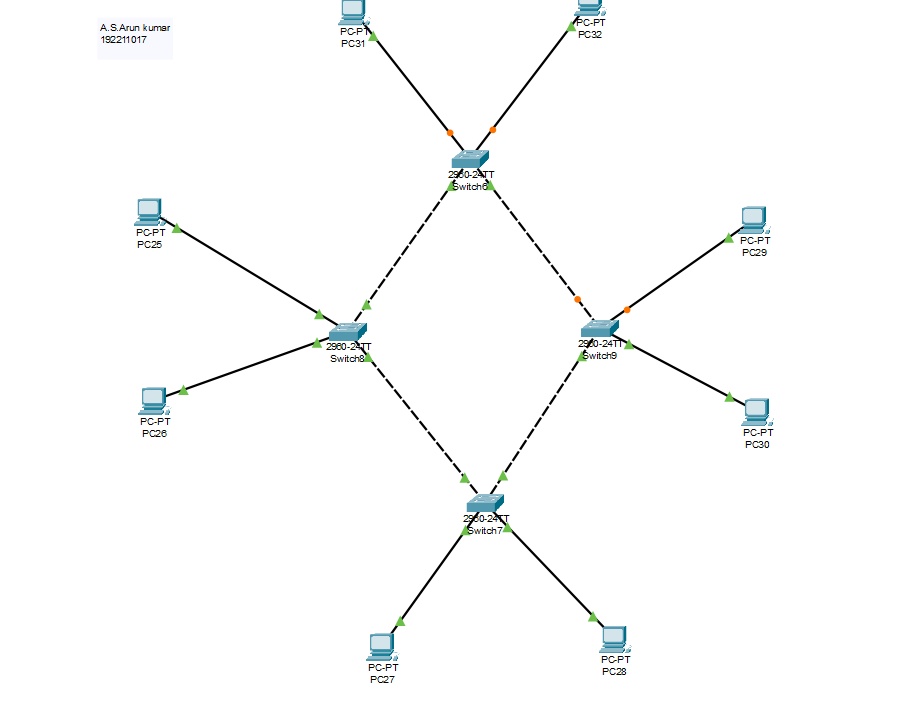 A.S.Arun kumar
192211017
PC-PT
PC31
PC-PT
PC32
2960-24TT
Switch6
PC-PT
PC25
PC-PT
PC29
2960-24TT
Switch8
2960-24TT
Switch9
PC-PT
PC26
PC-PT
PC30
2960-24TT
Switch7
PC-PT
PC27
PC-PT
PC28